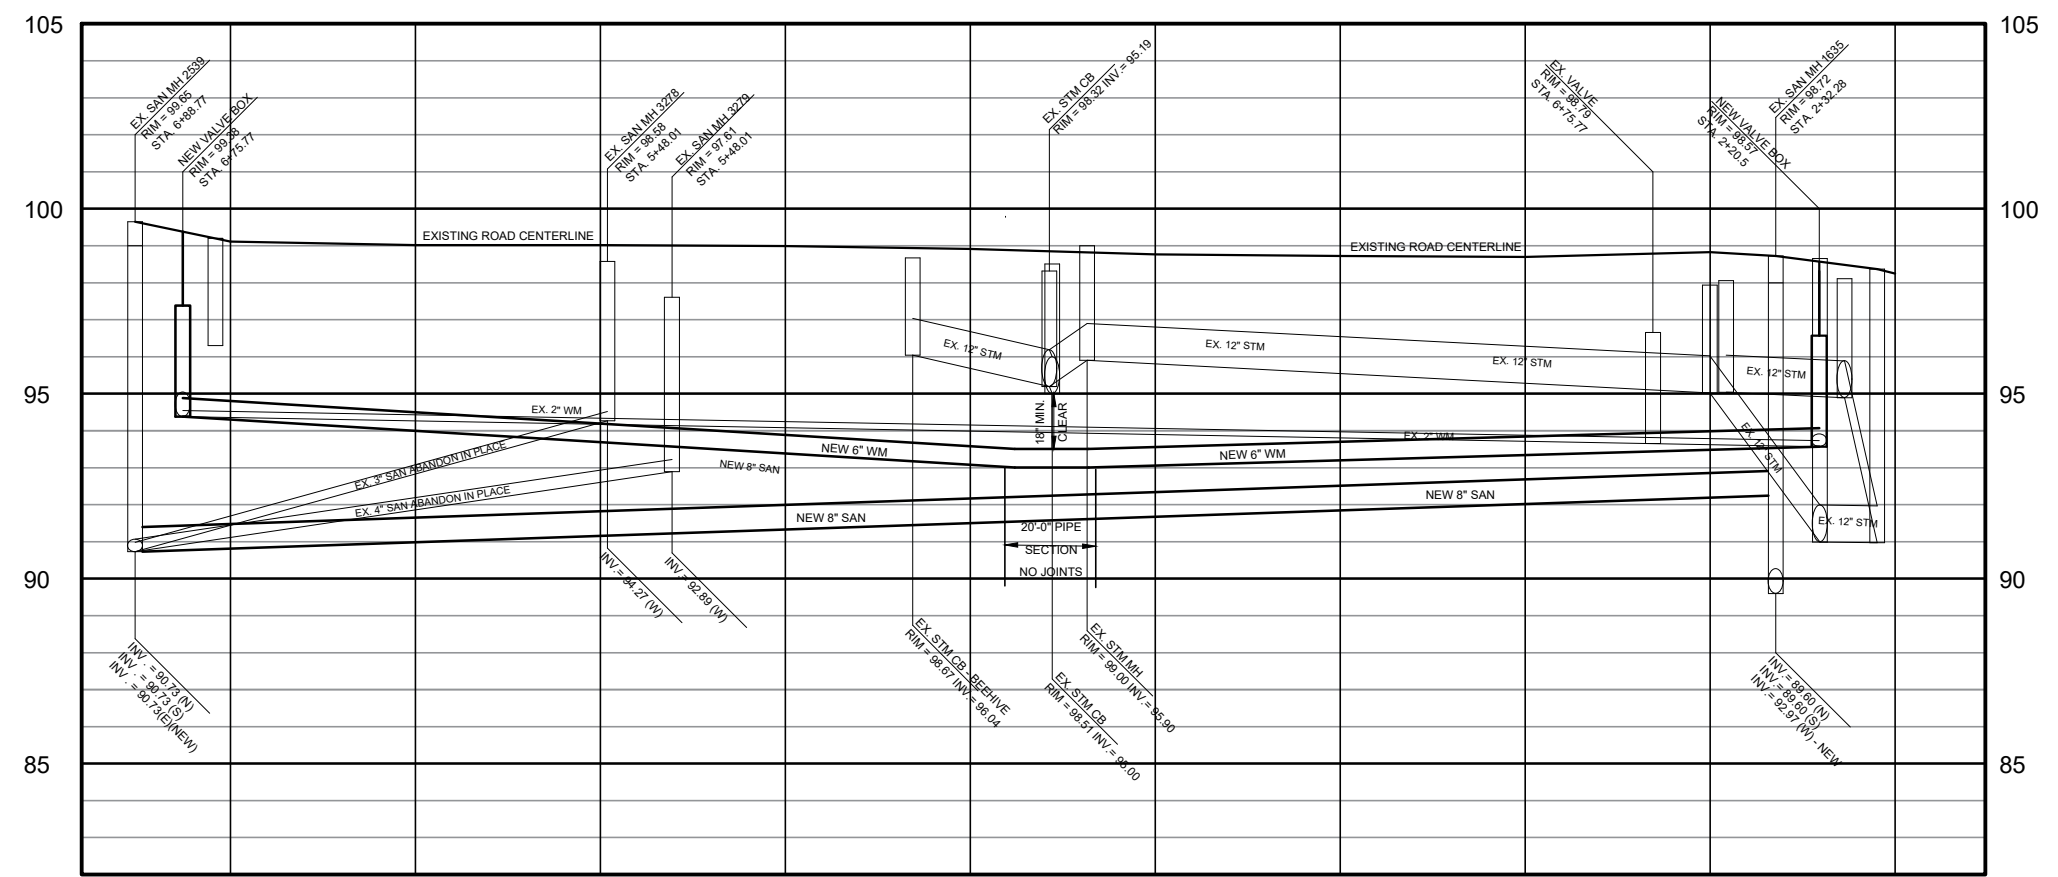 105
105
EX. SAN MH 2539
RIM = 99.65
STA. 6+88.77
NEW VALVE BOX
RIM = 99.38
STA. 6+75.77
EX. SAN MH 3278
RIM = 98.58
STA. 5+48.01
EX. SAN MH 3279
RIM = 97.61
STA. 5+48.01
EX. STM CB
RIM = 98.32 INV.= 95.19
EX. VALVE
RIM = 98.79
STA. 6+75.77
NEW VALVE BOX
RIM = 98.57
STA. 2+20.5
EX. SAN MH 1635
RIM = 98.72
STA. 2+32.28
100
100
EXISTING ROAD CENTERLINE
EXISTING ROAD CENTERLINE
EX. 12" STM
EX. 12" STM
EX. 12" STM
EX. 12" STM
95
95
EX. 2" WM
18" MIN.
CLEAR
EX. 2" WM
EX. 12" STM
NEW 6" WM
NEW 6" WM
EX. 3" SAN ABANDON IN PLACE
NEW 8" SAN
EX. 4" SAN ABANDON IN PLACE
NEW 8" SAN
NEW 8" SAN
EX. 12" STM
20'-0" PIPE
SECTION
NO JOINTS
90
90
INV.= 94.27 (W)
INV.= 92.89 (W)
INV. = 90.73 (N)
INV. = 90.73 (S)
INV. = 90.73(E)(NEW)
EX. STM CB - BEEHIVE
RIM = 98.67 INV.= 96.04
EX. STM CB
RIM = 98.51 INV.= 95.00
EX. STM MH
RIM = 99.00 INV.= 95.90
INV.= 89.60 (N)
INV.= 89.60 (S)
INV.= 92.97 (W) - NEW
85
85